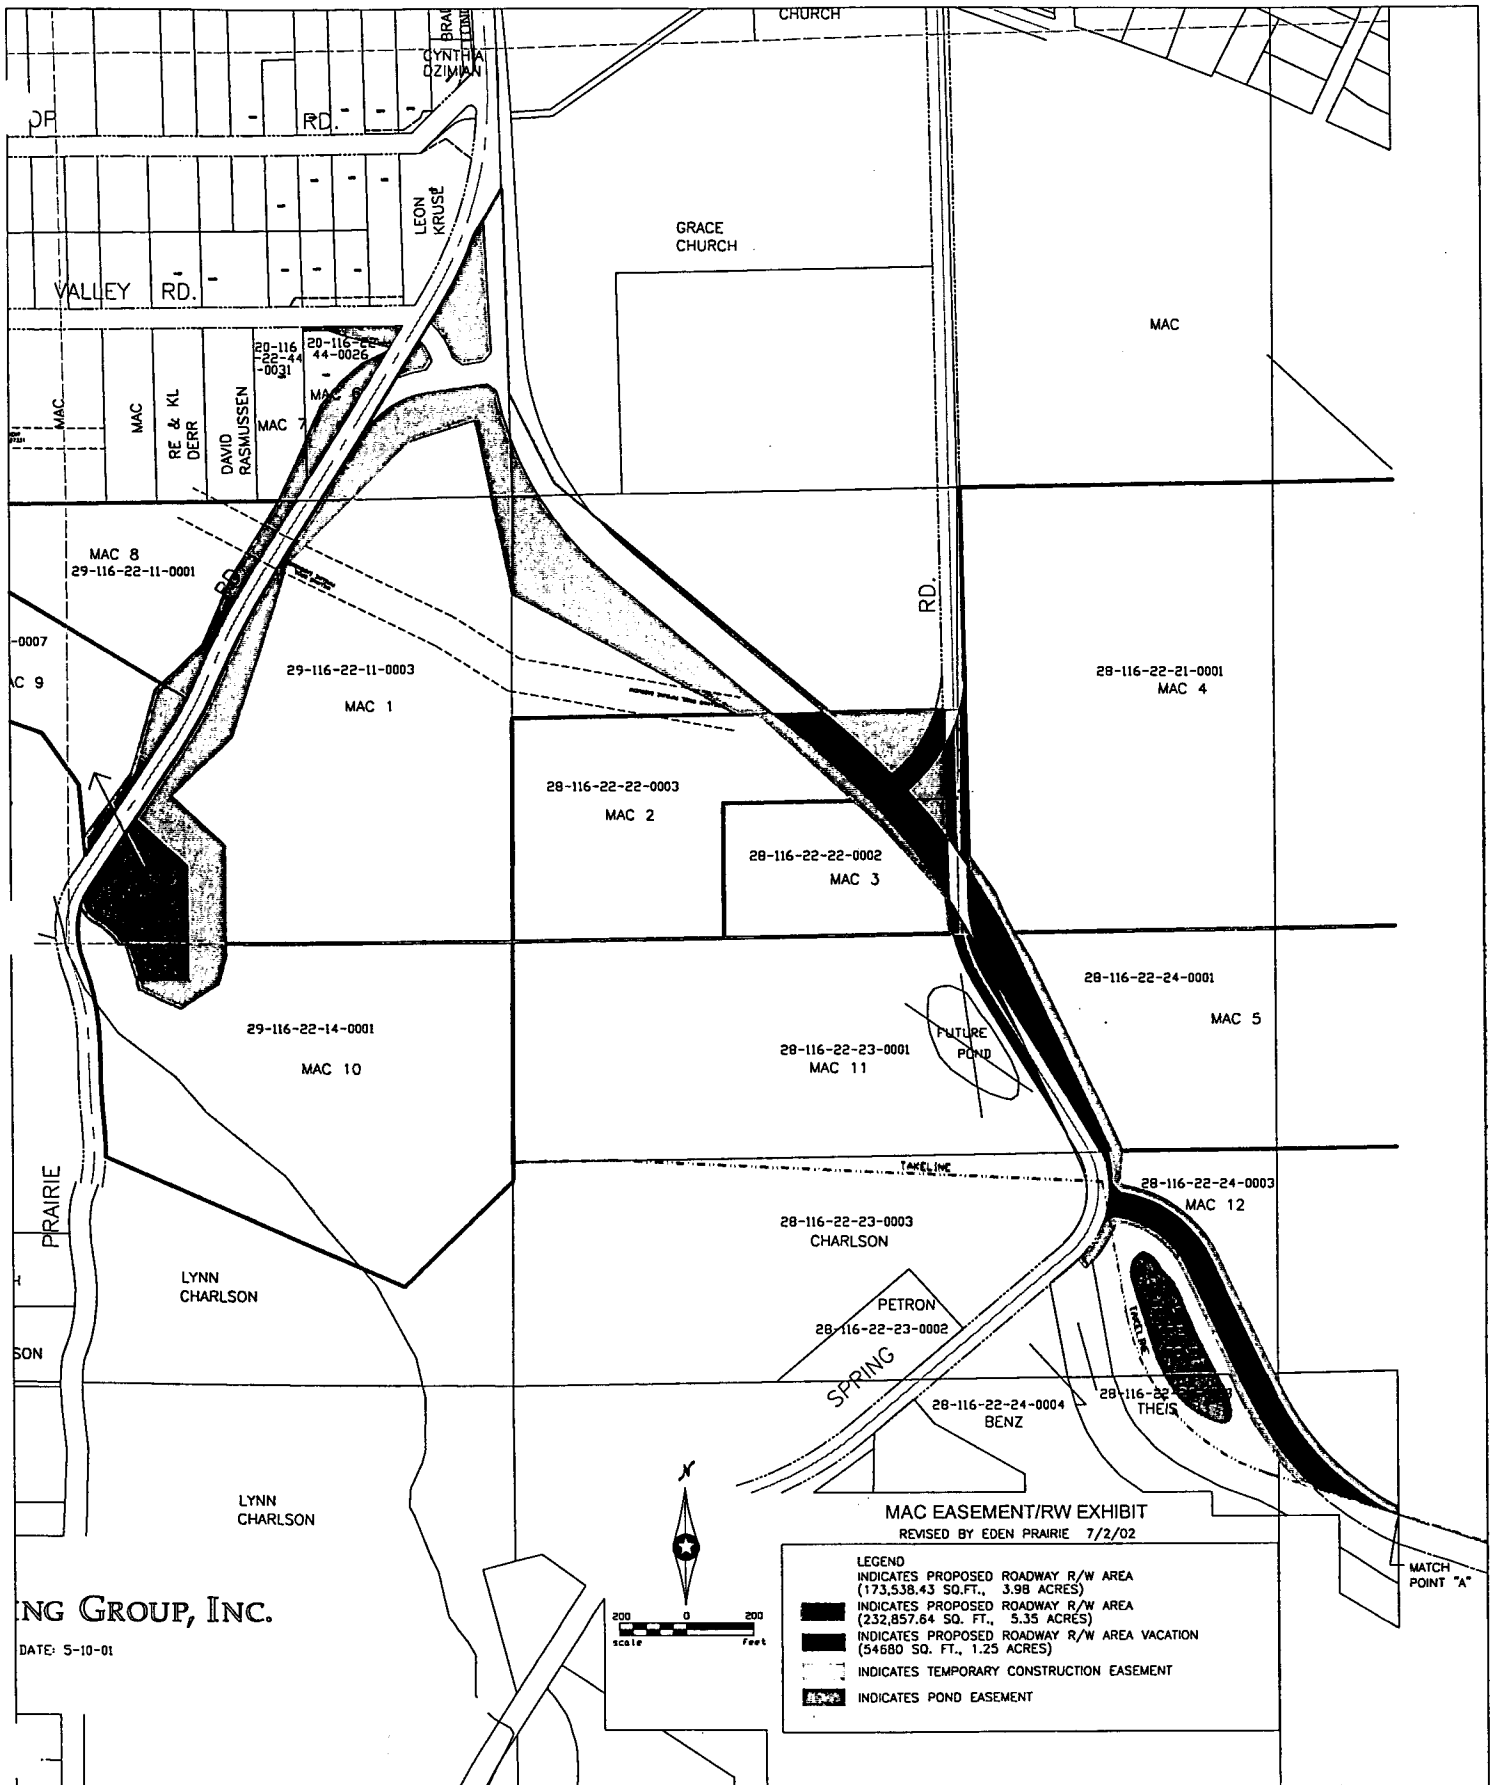 CHURCH
CYNTHIA
DZIMIAN
RD.
LEON
KRUSE
GRACE
CHURCH
VALLEY RD.
MAC
20-116
-22-44
-0031
20-116-22
44-0026
MAC
MAC
RE & KL
DERR
DAVID
RASMUSSEN
MAC 7
MAC 8
29-116-22-11-0001
RD.
RD.
-0007
AC 9
29-116-22-11-0003
MAC 1
28-116-22-21-0001
MAC 4
28-116-22-22-0003
MAC 2
28-116-22-22-0002
MAC 3
28-116-22-24-0001
MAC 5
29-116-22-14-0001
MAC 10
28-116-22-23-0001
MAC 11
FUTURE
POND
TAKELINE
28-116-22-24-0003
MAC 12
PRAIRIE
28-116-22-23-0003
CHARLSON
LYNN
CHARLSON
PETRON
28-116-22-23-0002
TAKELINE
SON
SPRING
28-116-22-24-0004
BENZ
28-116-22-
THEIS
LYNN
CHARLSON
N
MAC EASEMENT/RW EXHIBIT
REVISED BY EDEN PRAIRIE 7/2/02
LEGEND
INDICATES PROPOSED ROADWAY R/W AREA
(173,538.43 SQ.FT., 3.98 ACRES)
INDICATES PROPOSED ROADWAY R/W AREA
(232,857.64 SQ. FT., 5.35 ACRES)
INDICATES PROPOSED ROADWAY R/W AREA VACATION
(54680 SQ. FT., 1.25 ACRES)
INDICATES TEMPORARY CONSTRUCTION EASEMENT
INDICATES POND EASEMENT
MATCH
POINT "A"
ING GROUP, INC.
DATE: 5-10-01
200 0 200
scale feet